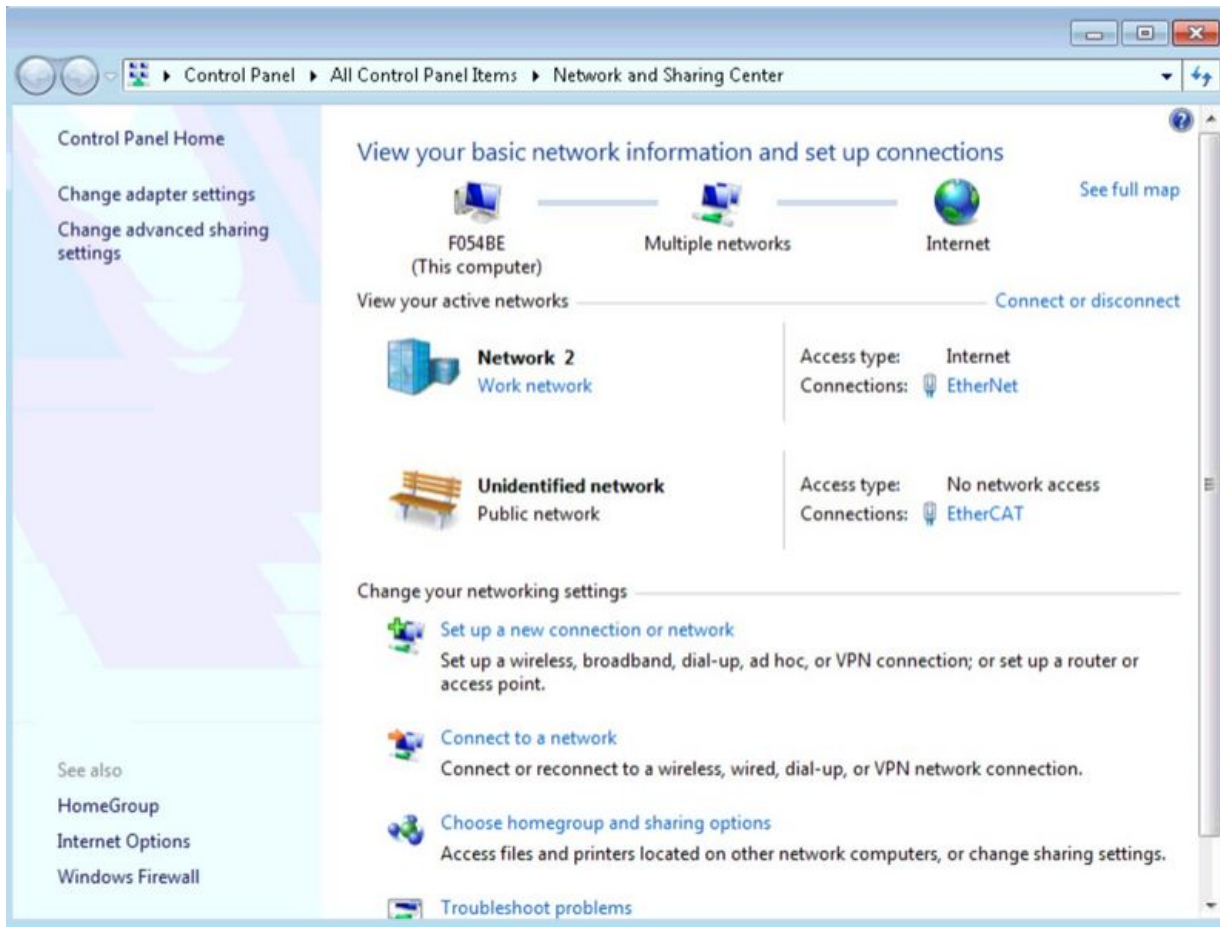 Control Panel ▸ All Control Panel Items ▸ Network and Sharing Center
Control Panel Home
Change adapter settings
Change advanced sharing
settings
See also
HomeGroup
Internet Options
Windows Firewall
View your basic network information and set up connections
See full map
F054BE
(This computer)
Multiple networks
Internet
View your active networks
Connect or disconnect
Network 2
Work network
Access type: Internet
Connections: EtherNet
Unidentified network
Public network
Access type: No network access
Connections: EtherCAT
Change your networking settings
Set up a new connection or network
Set up a wireless, broadband, dial-up, ad hoc, or VPN connection; or set up a router or
access point.
Connect to a network
Connect or reconnect to a wireless, wired, dial-up, or VPN network connection.
Choose homegroup and sharing options
Access files and printers located on other network computers, or change sharing settings.
Troubleshoot problems